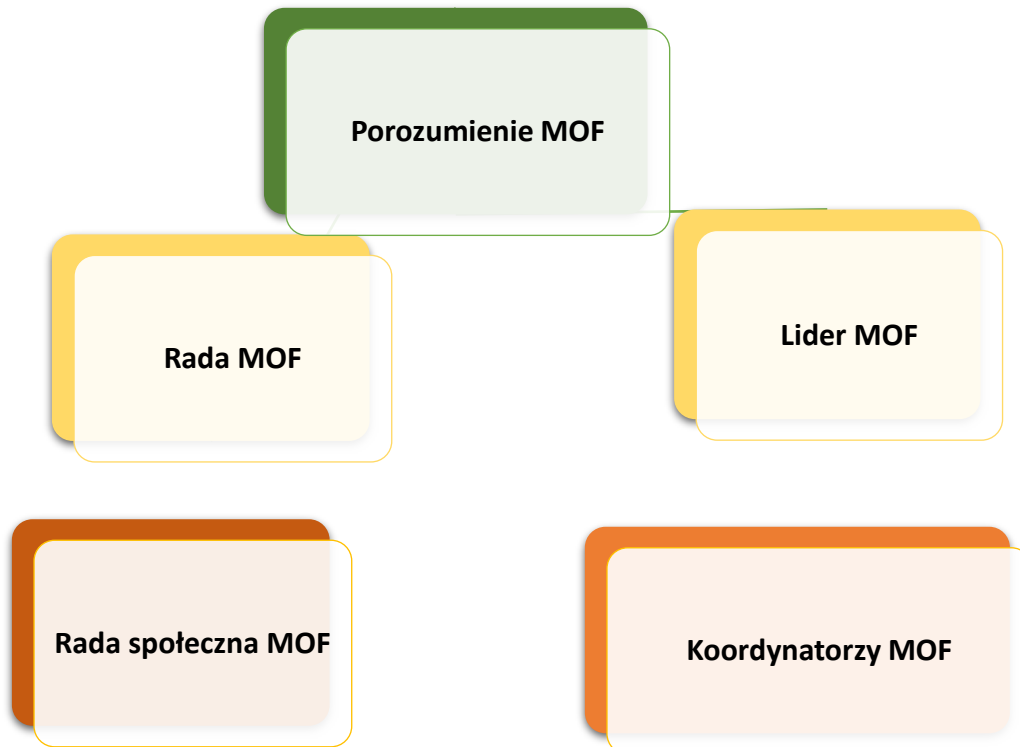 Porozumienie MOF
Rada MOF
Lider MOF
Rada społeczna MOF
Koordynatorzy MOF